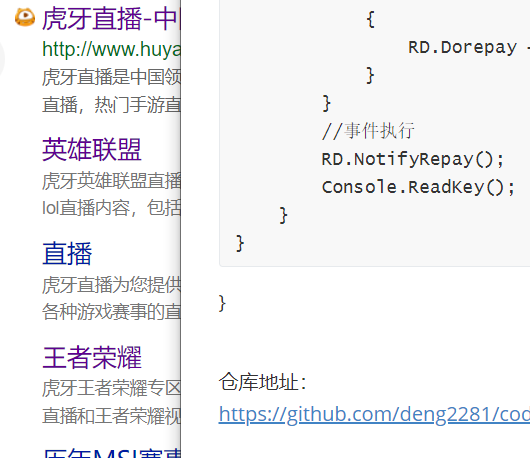 虎牙直播-中
http://www.huya
虎牙直播是中国领
直播，热门手游直
英雄联盟
虎牙英雄联盟直播
lol直播内容，包括
直播
虎牙直播为您提供
各种游戏赛事的直
王者荣耀
虎牙王者荣耀专区
直播和王者荣耀视
历年MSI赛事
{
RD.Dorepay
}
}
//事件执行
RD.NotifyRepay();
Console.ReadKey();
}
}
}
仓库地址：
https://github.com/deng2281/cod